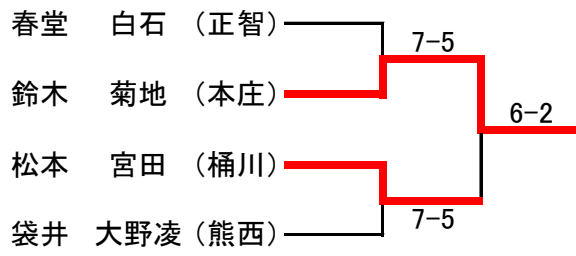 春堂 白石 （正智）
7-5
鈴木 菊地 （本庄）
6-2
松本 宮田 （桶川）
7-5
袋井 大野凌（熊西）